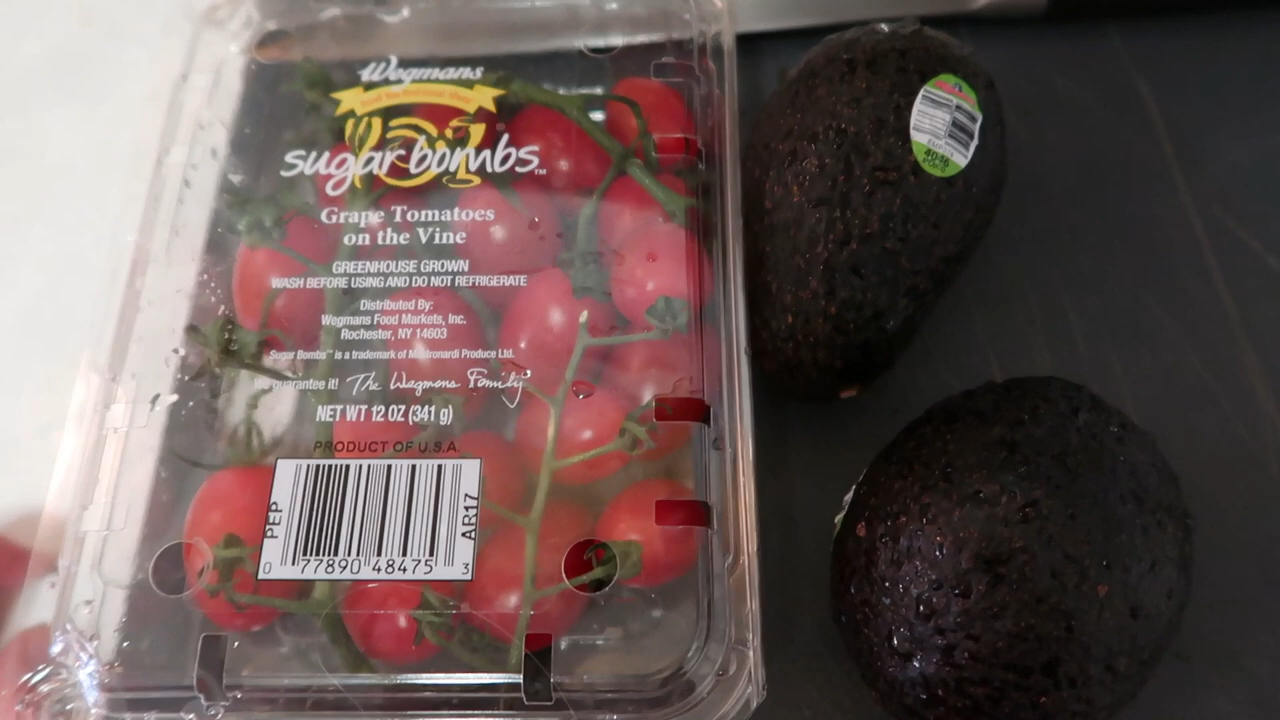 Wegmans
sugar bombs™
Grape Tomatoes
on the Vine
GREENHOUSE GROWN
WASH BEFORE USING AND DO NOT REFRIGERATE
Distributed By:
Wegmans Food Markets, Inc.
Rochester, NY 14603
Sugar Bombs™ is a trademark of Mastronardi Produce Ltd.
We guarantee it! The Wegmans Family
NET WT 12 OZ (341 g)
PRODUCT OF U.S.A.
PEP
AR17
0 77890 48475 3
4046